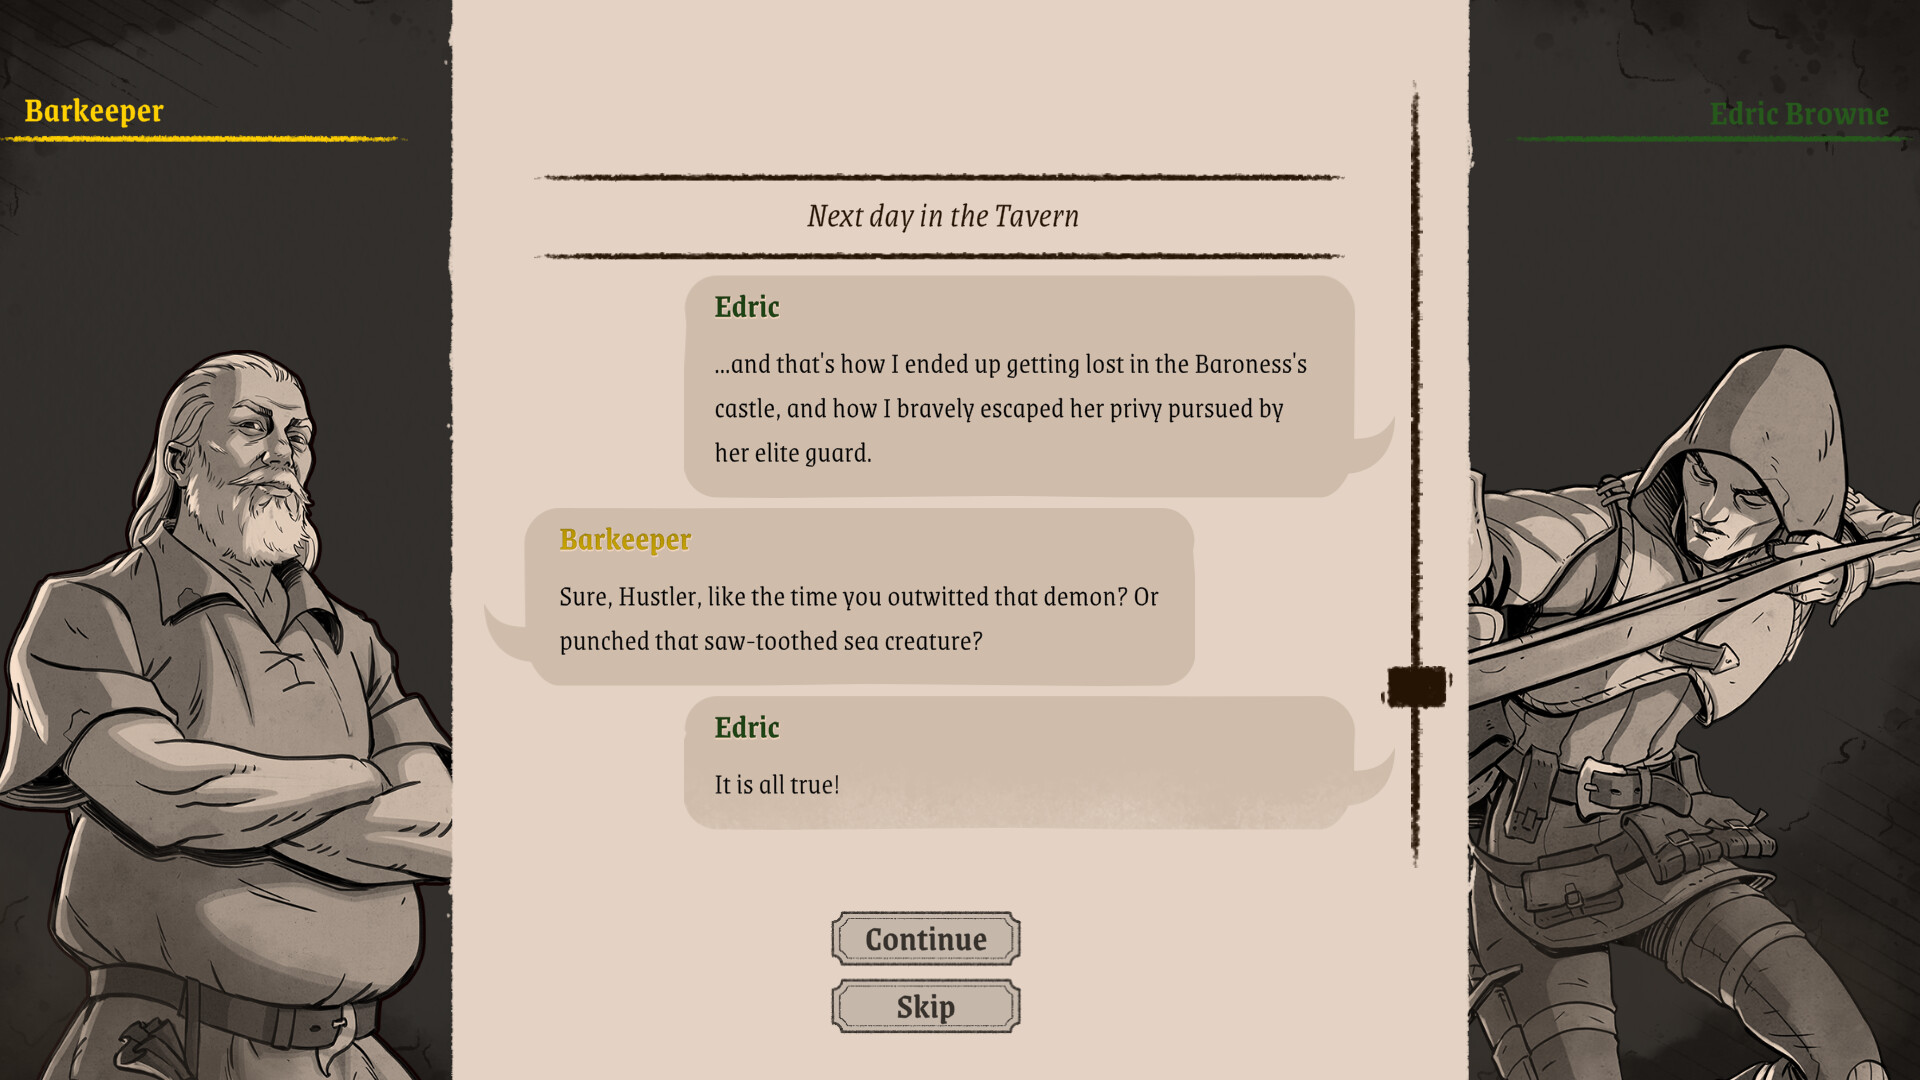 Barkeeper
Edric Browne
Next day in the Tavern
Edric
...and that's how I ended up getting lost in the Baroness's
castle, and how I bravely escaped her privy pursued by
her elite guard.
Barkeeper
Sure, Hustler, like the time you outwitted that demon? Or
punched that saw-toothed sea creature?
Edric
It is all true!
Continue
Skip